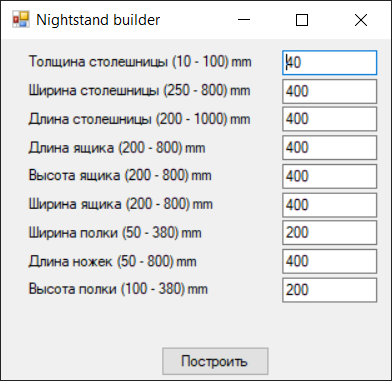 Nightstand builder
Толщина столешницы (10 - 100) mm 40
Ширина столешницы (250 - 800) mm 400
Длина столешницы (200 - 1000) mm 400
Длина ящика (200 - 800) mm 400
Высота ящика (200 - 800) mm 400
Ширина ящика (200 - 800) mm 400
Ширина полки (50 - 380) mm 200
Длина ножек (50 - 800) mm 400
Высота полки (100 - 380) mm 200
Построить